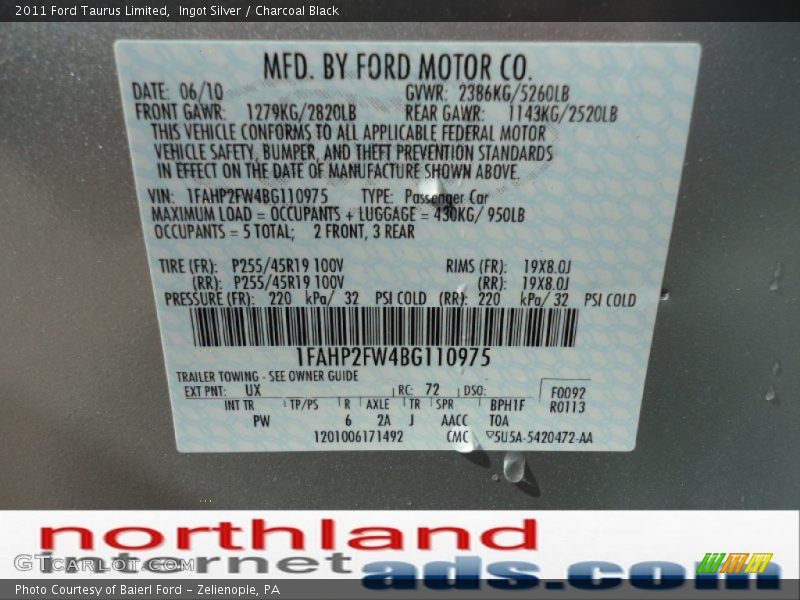 2011 Ford Taurus Limited, Ingot Silver / Charcoal Black
MFD. BY FORD MOTOR CO.
DATE: 06/10 GVWR: 2386KG/5260LB
FRONT GAWR: 1279KG/2820LB REAR GAWR: 1143KG/2520LB
THIS VEHICLE CONFORMS TO ALL APPLICABLE FEDERAL MOTOR
VEHICLE SAFETY, BUMPER, AND THEFT PREVENTION STANDARDS
IN EFFECT ON THE DATE OF MANUFACTURE SHOWN ABOVE.
VIN: 1FAHP2FW4BG110975 TYPE: Passenger Car
MAXIMUM LOAD = OCCUPANTS + LUGGAGE = 430KG/ 950LB
OCCUPANTS = 5 TOTAL; 2 FRONT, 3 REAR
TIRE (FR): P255/45R19 100V RIMS (FR): 19X8.0J
(RR): P255/45R19 100V (RR): 19X8.0J
PRESSURE (FR): 220 kPa/ 32 PSI COLD (RR): 220 kPa/ 32 PSI COLD
1FAHP2FW4BG110975
TRAILER TOWING - SEE OWNER GUIDE
EXT PNT: UX RC: 72 DSO: F0092
INT TR TP/PS R AXLE TR SPR BPH1F R0113
PW 6 2A J AACC T0A
1201006171492 CMC ▽5U5A-5420472-AA
northland
internet ads.com
GTCARLOT.COM
Photo Courtesy of Baierl Ford – Zelienople, PA